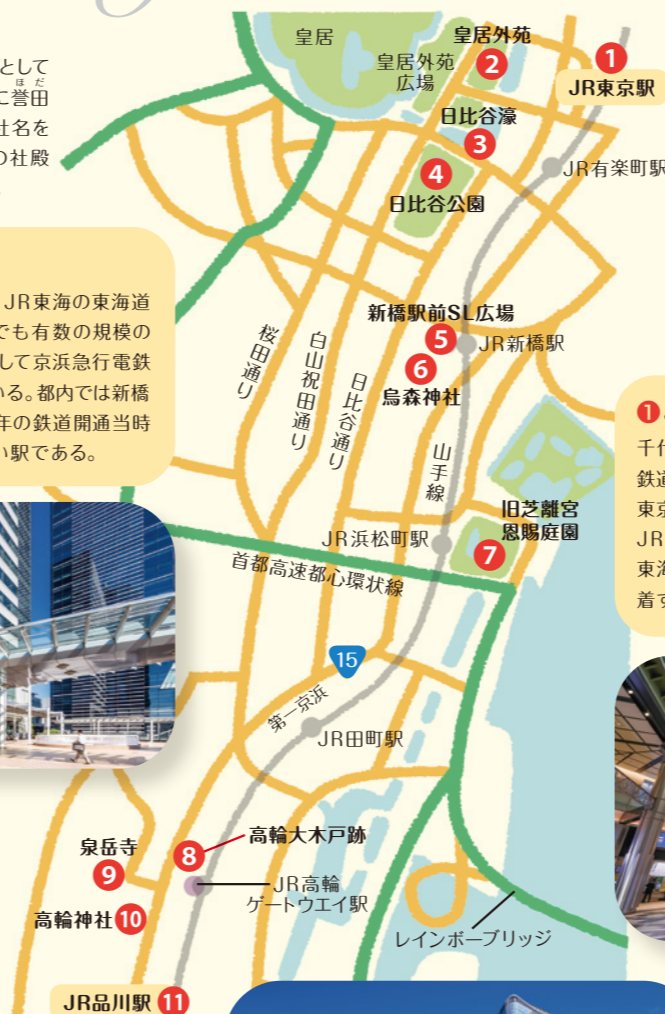 として
ほだ
に誉田
社名を
の社殿
JR東海の東海道
でも有数の規模の
して京浜急行電鉄
いる。都内では新橋
年の鉄道開通当時
い駅である。
皇居
皇居外苑
広場
皇居外苑
2
1
JR東京駅
日比谷濠
3
4
日比谷公園
JR有楽町駅
新橋駅前SL広場
5
JR新橋駅
6
烏森神社
桜田通り
白山祝田通り
日比谷通り
山手線
旧芝離宮
恩賜庭園
7
JR浜松町駅
首都高速都心環状線
1
千代
鉄道
東京
JR
東海
着す
15
第一京浜
JR田町駅
高輪大木戸跡
8
泉岳寺
9
JR高輪
ゲートウエイ駅
高輪神社10
レインボーブリッジ
JR品川駅 11